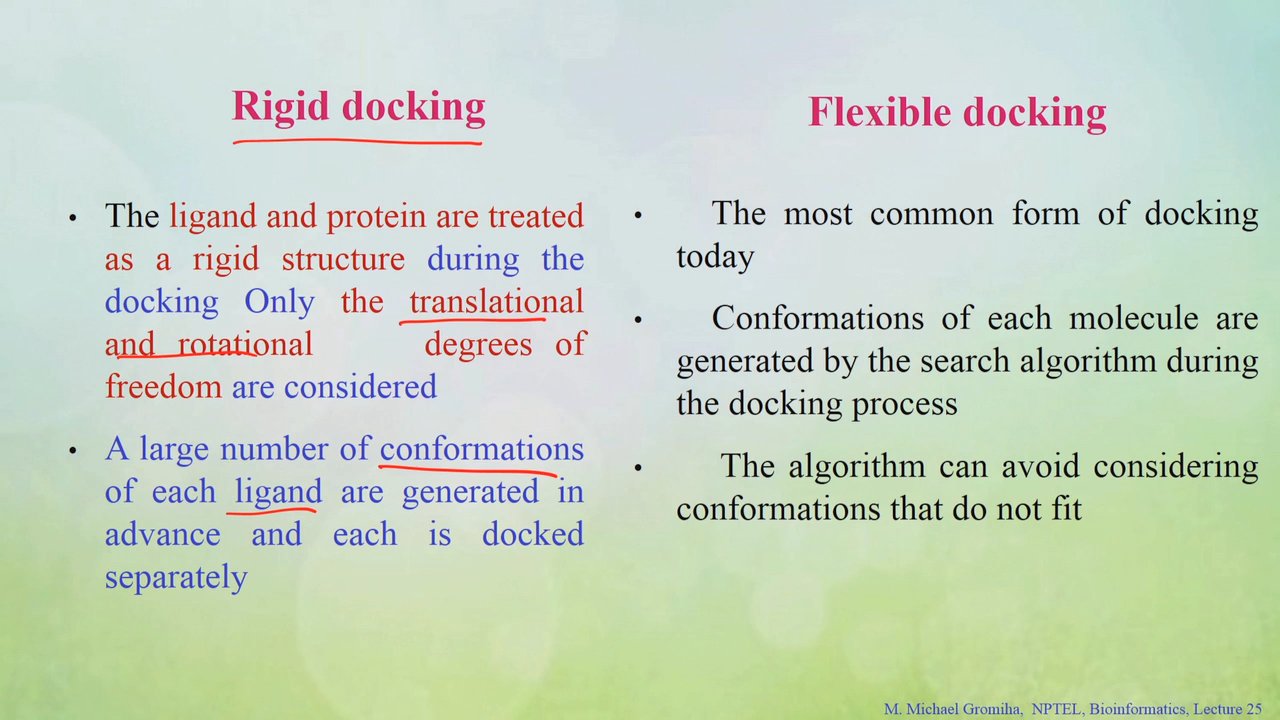 Rigid docking
• The ligand and protein are treated
as a rigid structure during the
docking Only the translational
and rotational degrees of
freedom are considered
• A large number of conformations
of each ligand are generated in
advance and each is docked
separately
Flexible docking
• The most common form of docking
today
• Conformations of each molecule are
generated by the search algorithm during
the docking process
• The algorithm can avoid considering
conformations that do not fit
M. Michael Gromiha, NPTEL, Bioinformatics, Lecture 25